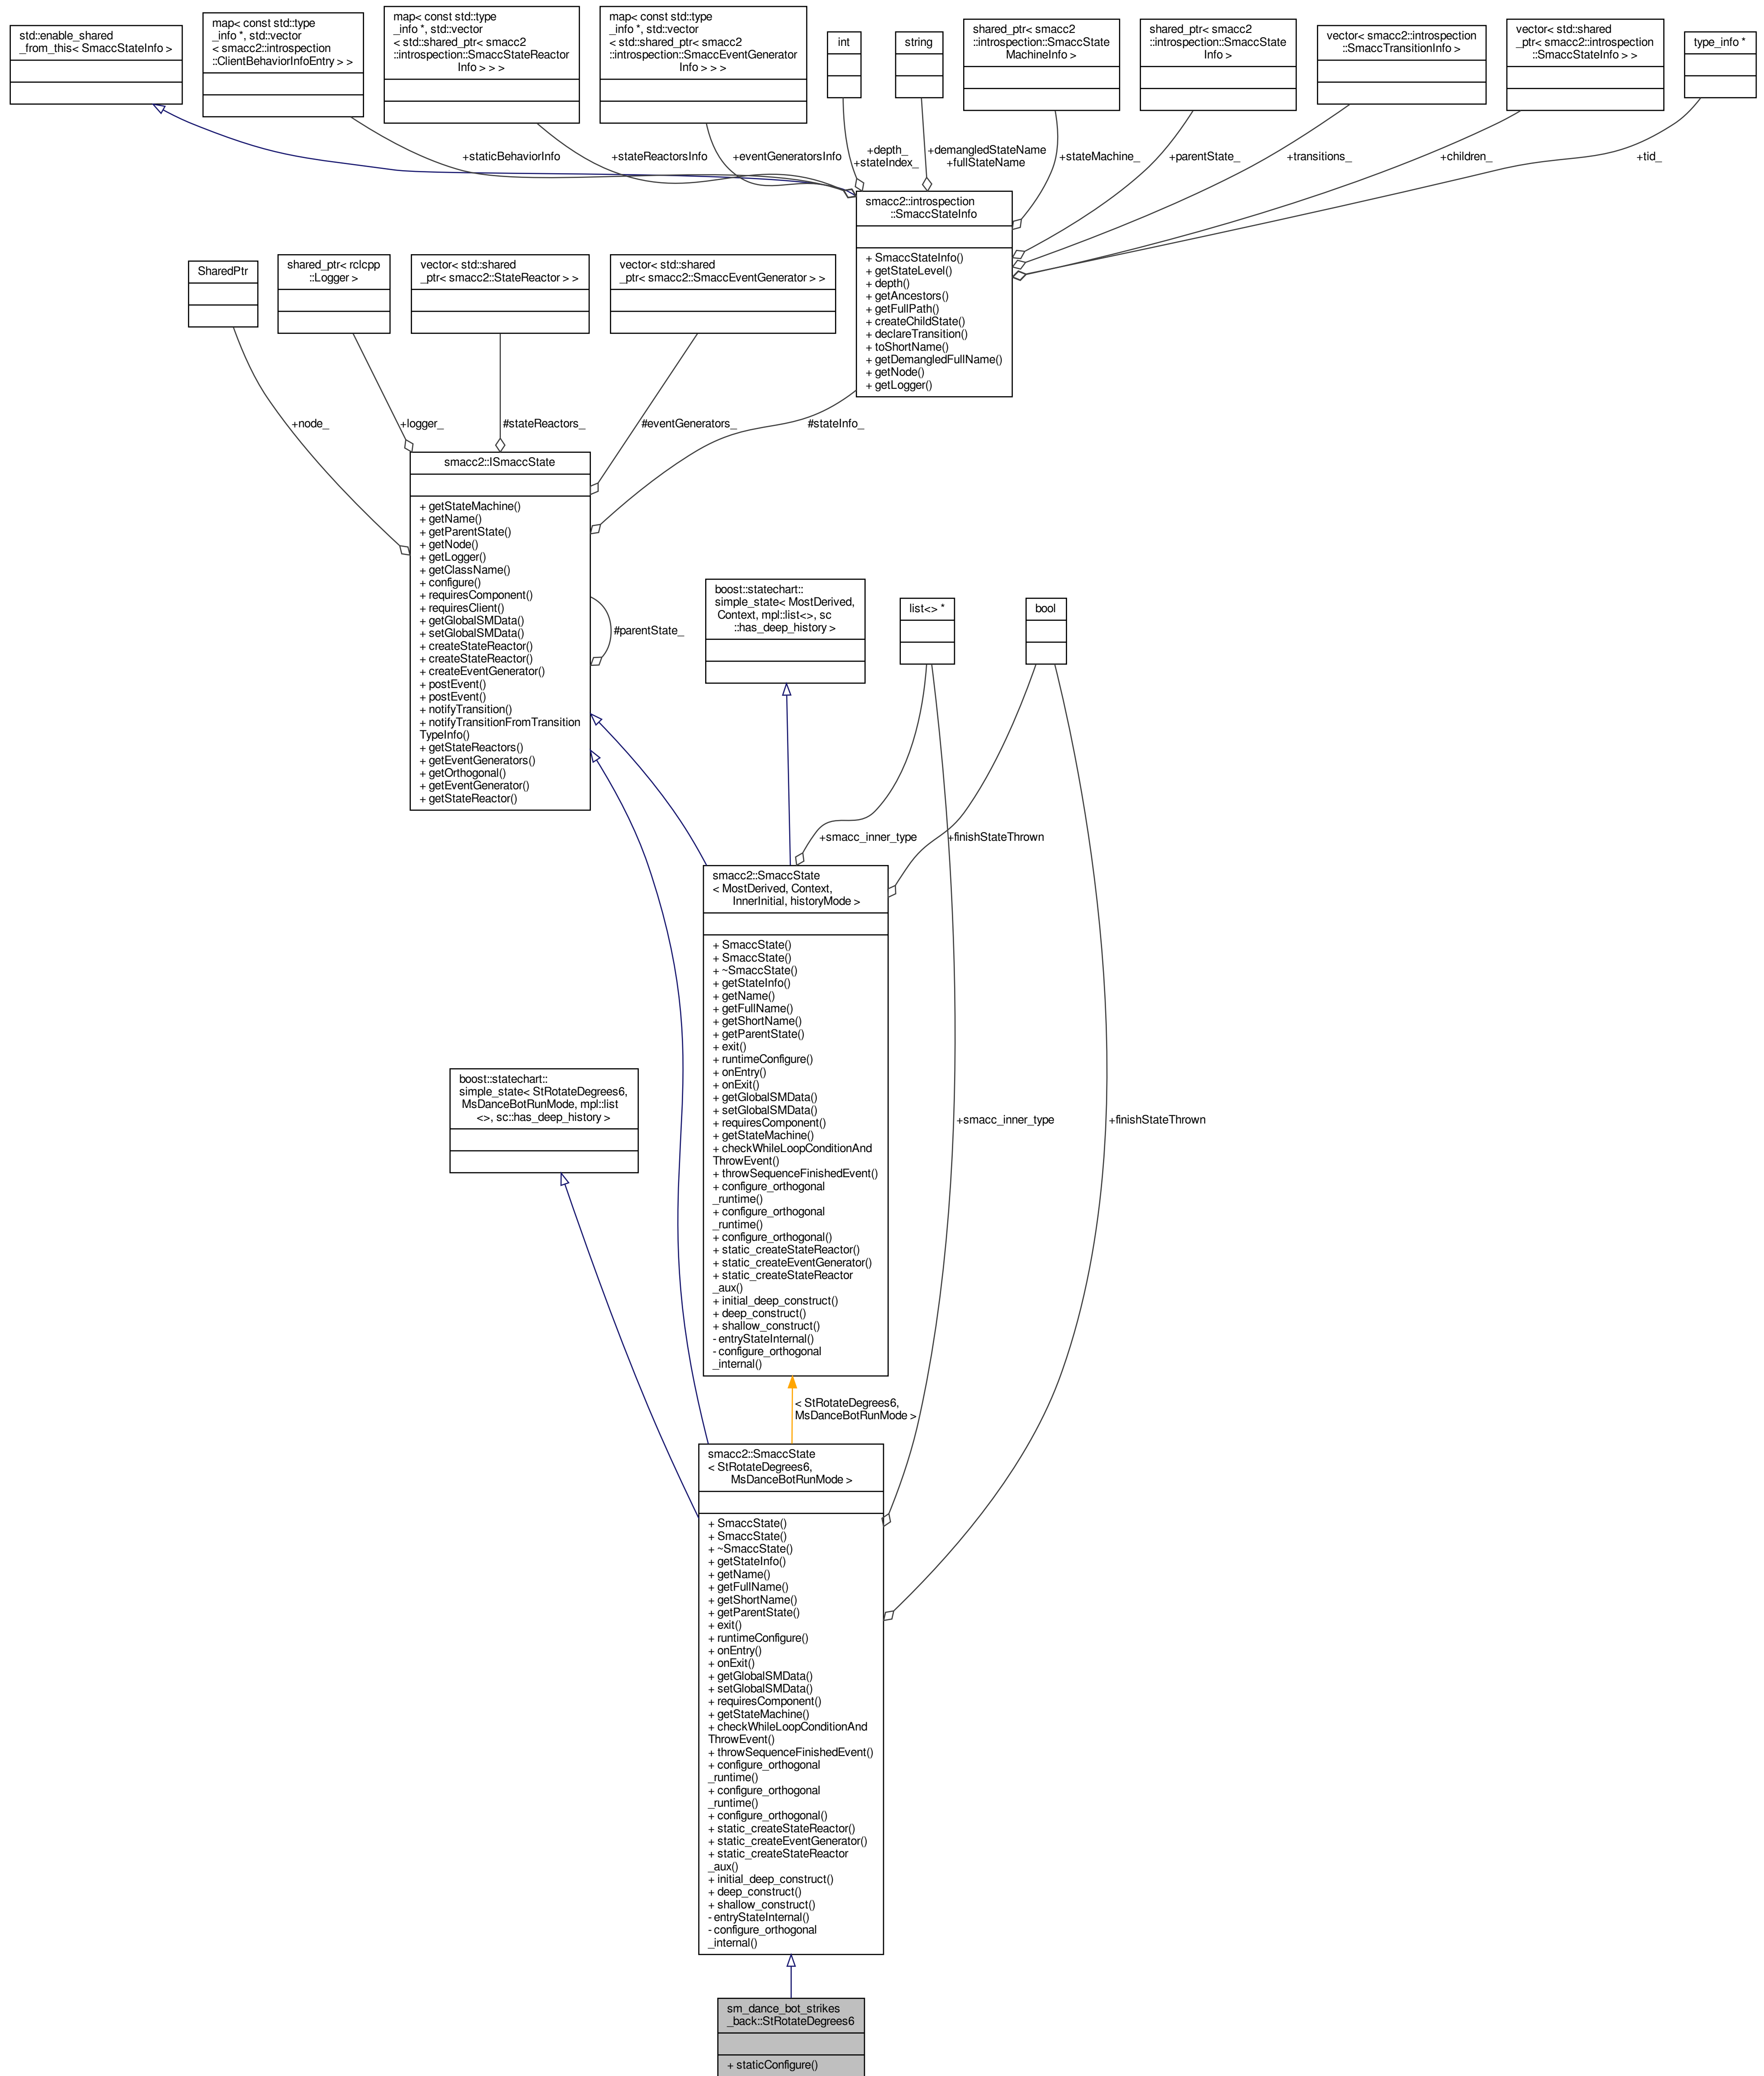 std::enable_shared
_from_this< SmaccStateInfo >
map< const std::type
_info *, std::vector
< smacc2::introspection
::ClientBehaviorInfoEntry > >
map< const std::type
_info *, std::vector
< std::shared_ptr< smacc2
::introspection::SmaccStateReactor
Info > > >
map< const std::type
_info *, std::vector
< std::shared_ptr< smacc2
::introspection::SmaccEventGenerator
Info > > >
int
string
shared_ptr< smacc2
::introspection::SmaccState
MachineInfo >
shared_ptr< smacc2
::introspection::SmaccState
Info >
vector< smacc2::introspection
::SmaccTransitionInfo >
vector< std::shared
_ptr< smacc2::introspection
::SmaccStateInfo > >
type_info *
+staticBehaviorInfo
+stateReactorsInfo
+eventGeneratorsInfo
+depth_
+stateIndex_
+demangledStateName
+fullStateName
+stateMachine_
+parentState_
+transitions_
+children_
+tid_
smacc2::introspection
::SmaccStateInfo
+ SmaccStateInfo()
+ getStateLevel()
+ depth()
+ getAncestors()
+ getFullPath()
+ createChildState()
+ declareTransition()
+ toShortName()
+ getDemangledFullName()
+ getNode()
+ getLogger()
SharedPtr
shared_ptr< rclcpp
::Logger >
vector< std::shared
_ptr< smacc2::StateReactor > >
vector< std::shared
_ptr< smacc2::SmaccEventGenerator > >
+node_
+logger_
#stateReactors_
#eventGenerators_
#stateInfo_
smacc2::ISmaccState
+ getStateMachine()
+ getName()
+ getParentState()
+ getNode()
+ getLogger()
+ getClassName()
+ configure()
+ requiresComponent()
+ requiresClient()
+ getGlobalSMData()
+ setGlobalSMData()
+ createStateReactor()
+ createStateReactor()
+ createEventGenerator()
+ postEvent()
+ postEvent()
+ notifyTransition()
+ notifyTransitionFromTransition
TypeInfo()
+ getStateReactors()
+ getEventGenerators()
+ getOrthogonal()
+ getEventGenerator()
+ getStateReactor()
#parentState_
boost::statechart::
simple_state< MostDerived,
Context, mpl::list<>, sc
::has_deep_history >
list<> *
bool
+smacc_inner_type
+finishStateThrown
smacc2::SmaccState
< MostDerived, Context,
InnerInitial, historyMode >
+ SmaccState()
+ SmaccState()
+ ~SmaccState()
+ getStateInfo()
+ getName()
+ getFullName()
+ getShortName()
+ getParentState()
+ exit()
+ runtimeConfigure()
+ onEntry()
+ onExit()
+ getGlobalSMData()
+ setGlobalSMData()
+ requiresComponent()
+ getStateMachine()
+ checkWhileLoopConditionAnd
ThrowEvent()
+ throwSequenceFinishedEvent()
+ configure_orthogonal
_runtime()
+ configure_orthogonal
_runtime()
+ configure_orthogonal()
+ static_createStateReactor()
+ static_createEventGenerator()
+ static_createStateReactor
_aux()
+ initial_deep_construct()
+ deep_construct()
+ shallow_construct()
- entryStateInternal()
- configure_orthogonal
_internal()
boost::statechart::
simple_state< StRotateDegrees6,
MsDanceBotRunMode, mpl::list
<>, sc::has_deep_history >
+smacc_inner_type
+finishStateThrown
< StRotateDegrees6,
MsDanceBotRunMode >
smacc2::SmaccState
< StRotateDegrees6,
MsDanceBotRunMode >
+ SmaccState()
+ SmaccState()
+ ~SmaccState()
+ getStateInfo()
+ getName()
+ getFullName()
+ getShortName()
+ getParentState()
+ exit()
+ runtimeConfigure()
+ onEntry()
+ onExit()
+ getGlobalSMData()
+ setGlobalSMData()
+ requiresComponent()
+ getStateMachine()
+ checkWhileLoopConditionAnd
ThrowEvent()
+ throwSequenceFinishedEvent()
+ configure_orthogonal
_runtime()
+ configure_orthogonal
_runtime()
+ configure_orthogonal()
+ static_createStateReactor()
+ static_createEventGenerator()
+ static_createStateReactor
_aux()
+ initial_deep_construct()
+ deep_construct()
+ shallow_construct()
- entryStateInternal()
- configure_orthogonal
_internal()
sm_dance_bot_strikes
_back::StRotateDegrees6
+ staticConfigure()